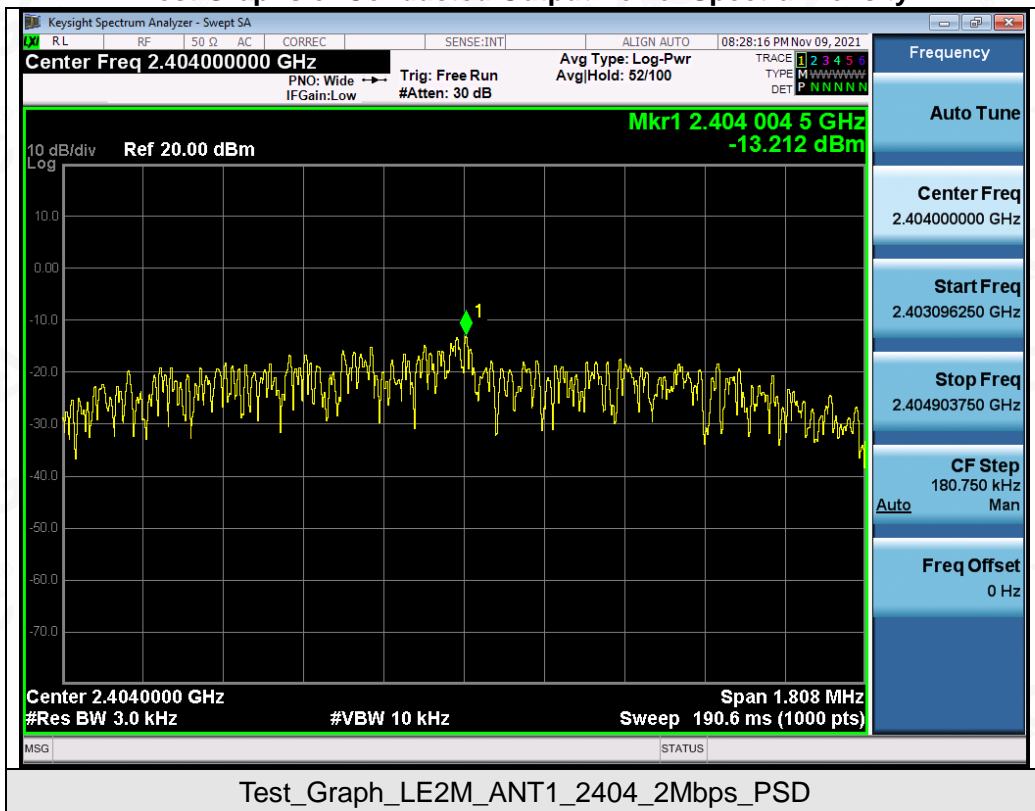 Keysight Spectrum Analyzer - Swept SA
LXI RL RF 50 Ω AC CORREC SENSE:INT ALIGN AUTO 08:28:16 PM Nov 09, 2021
Center Freq 2.404000000 GHz
PNO: Wide
IFGain:Low
Trig: Free Run
#Atten: 30 dB
Avg Type: Log-Pwr
Avg|Hold: 52/100
TRACE 1 2 3 4 5 6
TYPE M W W W W W
DET P N N N N N
Mkr1 2.404 004 5 GHz
-13.212 dBm
10 dB/div Ref 20.00 dBm
Log
10.0
0.00
-10.0
-20.0
-30.0
-40.0
-50.0
-60.0
-70.0
1
Center 2.4040000 GHz Span 1.808 MHz
#Res BW 3.0 kHz #VBW 10 kHz Sweep 190.6 ms (1000 pts)
MSG STATUS
Frequency
Auto Tune
Center Freq
2.404000000 GHz
Start Freq
2.403096250 GHz
Stop Freq
2.404903750 GHz
CF Step
180.750 kHz
Auto Man
Freq Offset
0 Hz
Test_Graph_LE2M_ANT1_2404_2Mbps_PSD